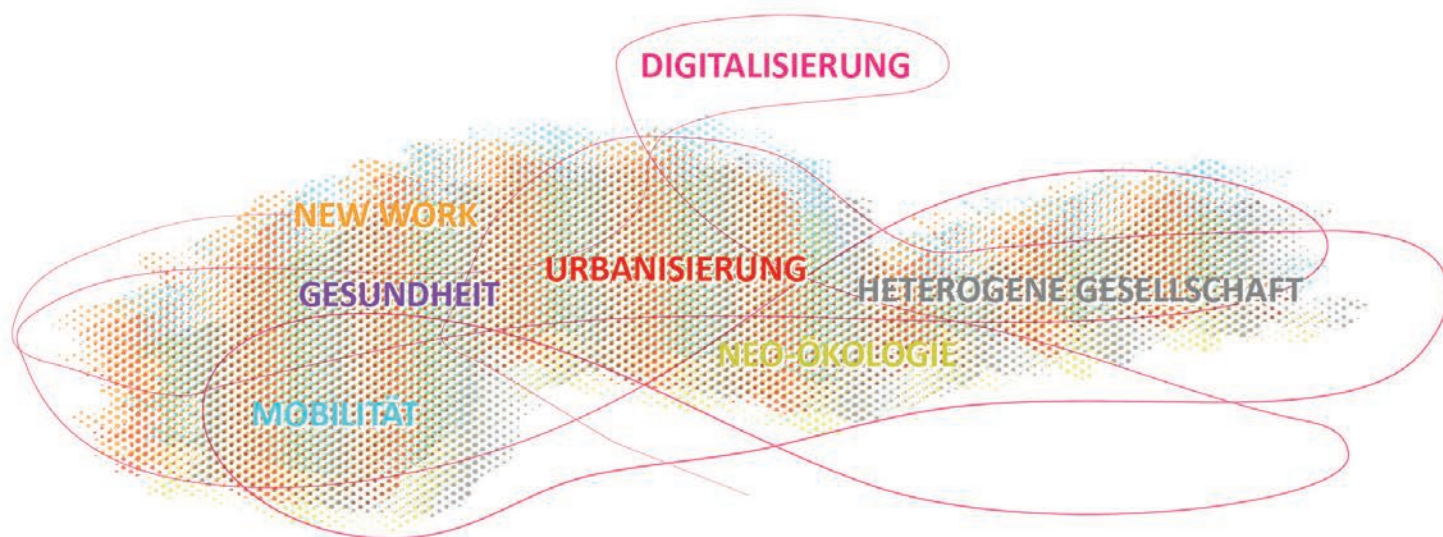 DIGITALISIERUNG
NEW WORK
URBANISIERUNG
GESUNDHEIT
HETEROGENE GESELLSCHAFT
NEO-ÖKOLOGIE
MOBILITÄT